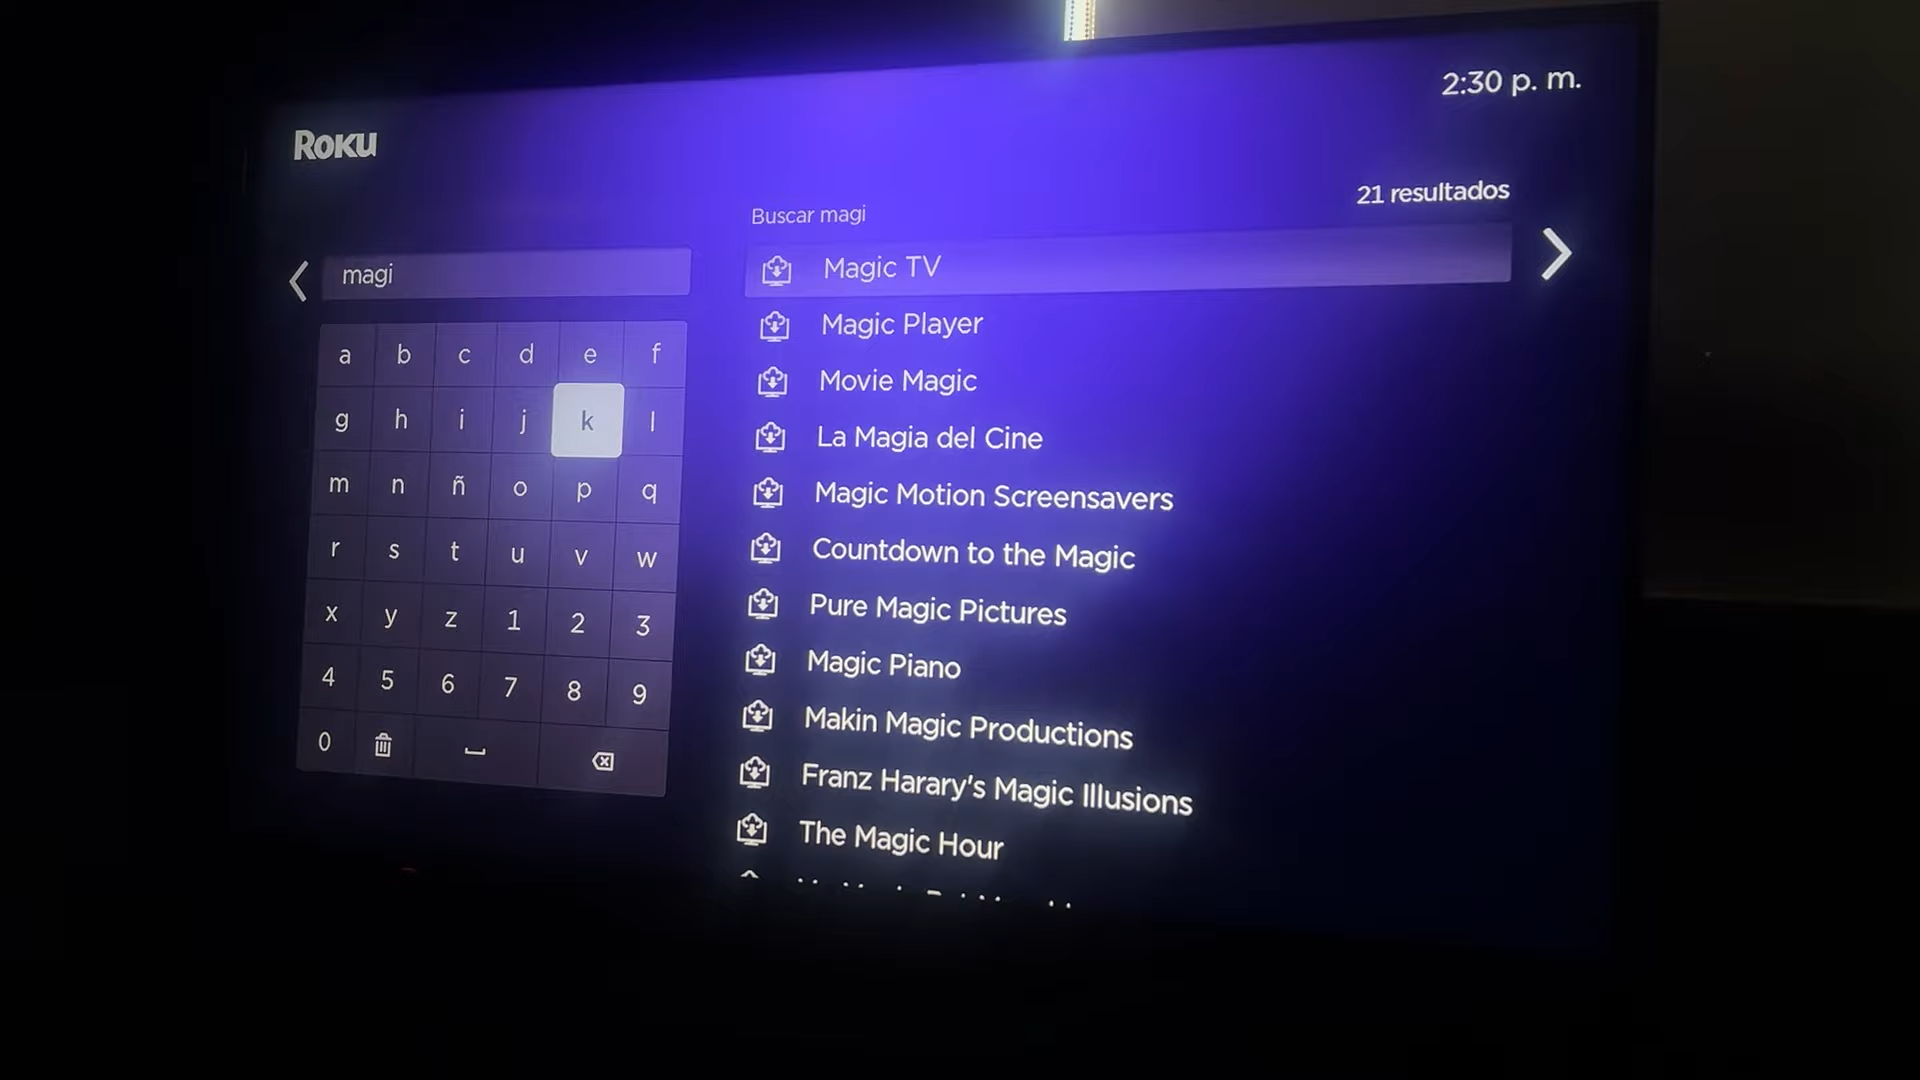 2:30 p. m.
Roku
21 resultados
Buscar magi
magi
Magic TV
Magic Player
Movie Magic
La Magia del Cine
Magic Motion Screensavers
Countdown to the Magic
Pure Magic Pictures
Magic Piano
Makin Magic Productions
Franz Harary's Magic Illusions
The Magic Hour
a b c d e f
g h i j k l
m n ñ o p q
r s t u v w
x y z 1 2 3
4 5 6 7 8 9
0